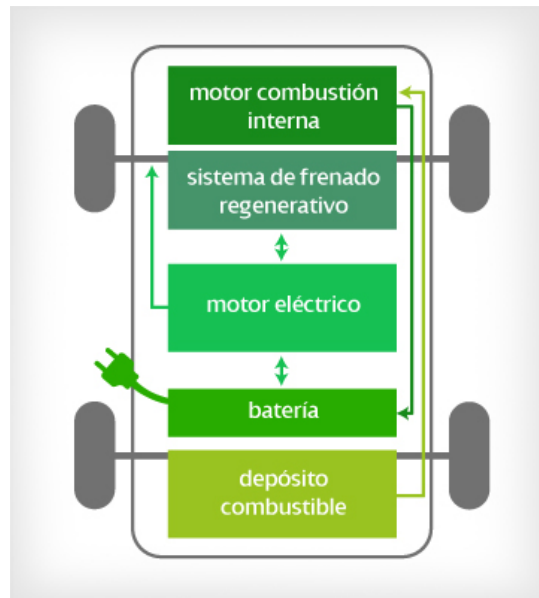 motor combustión
interna
sistema de frenado
regenerativo
motor eléctrico
batería
depósito
combustible